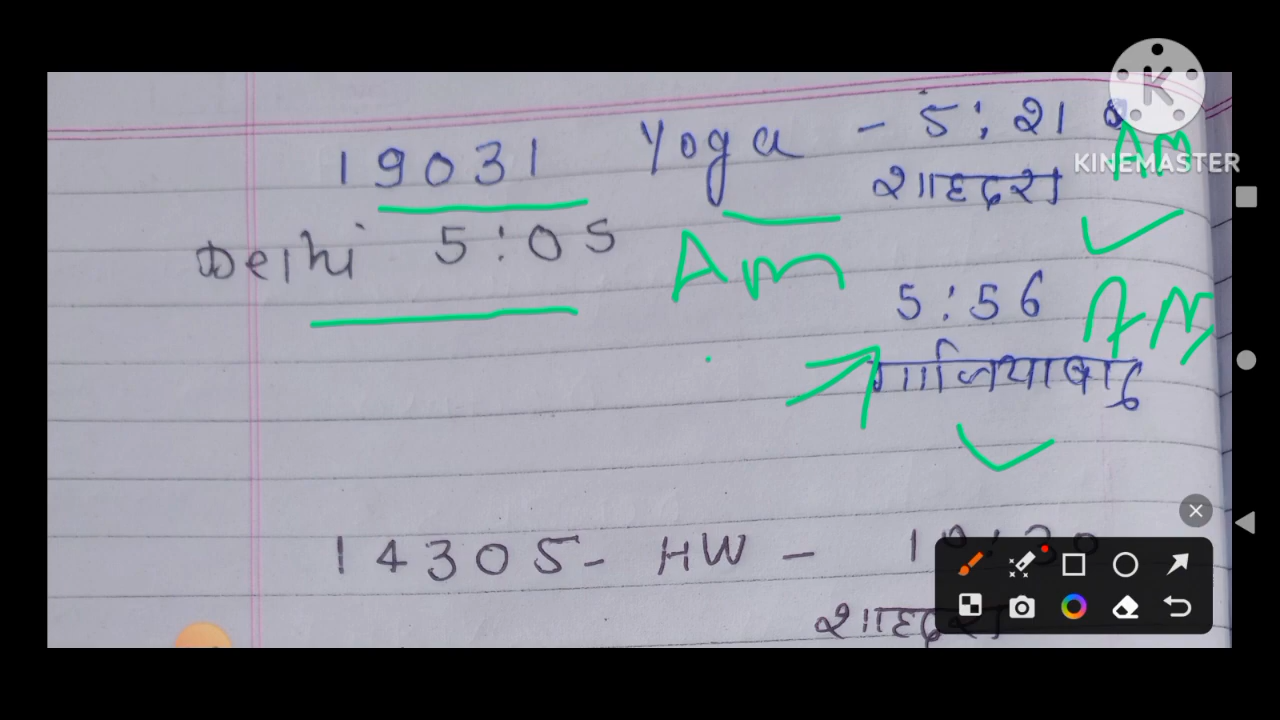 19031 Yoga - 5:21 Am
शाहदरा
Delhi 5:05 Am
5:56 AM
गाजियाबाद
14305- HW -
शाहदरा
KINEMASTER